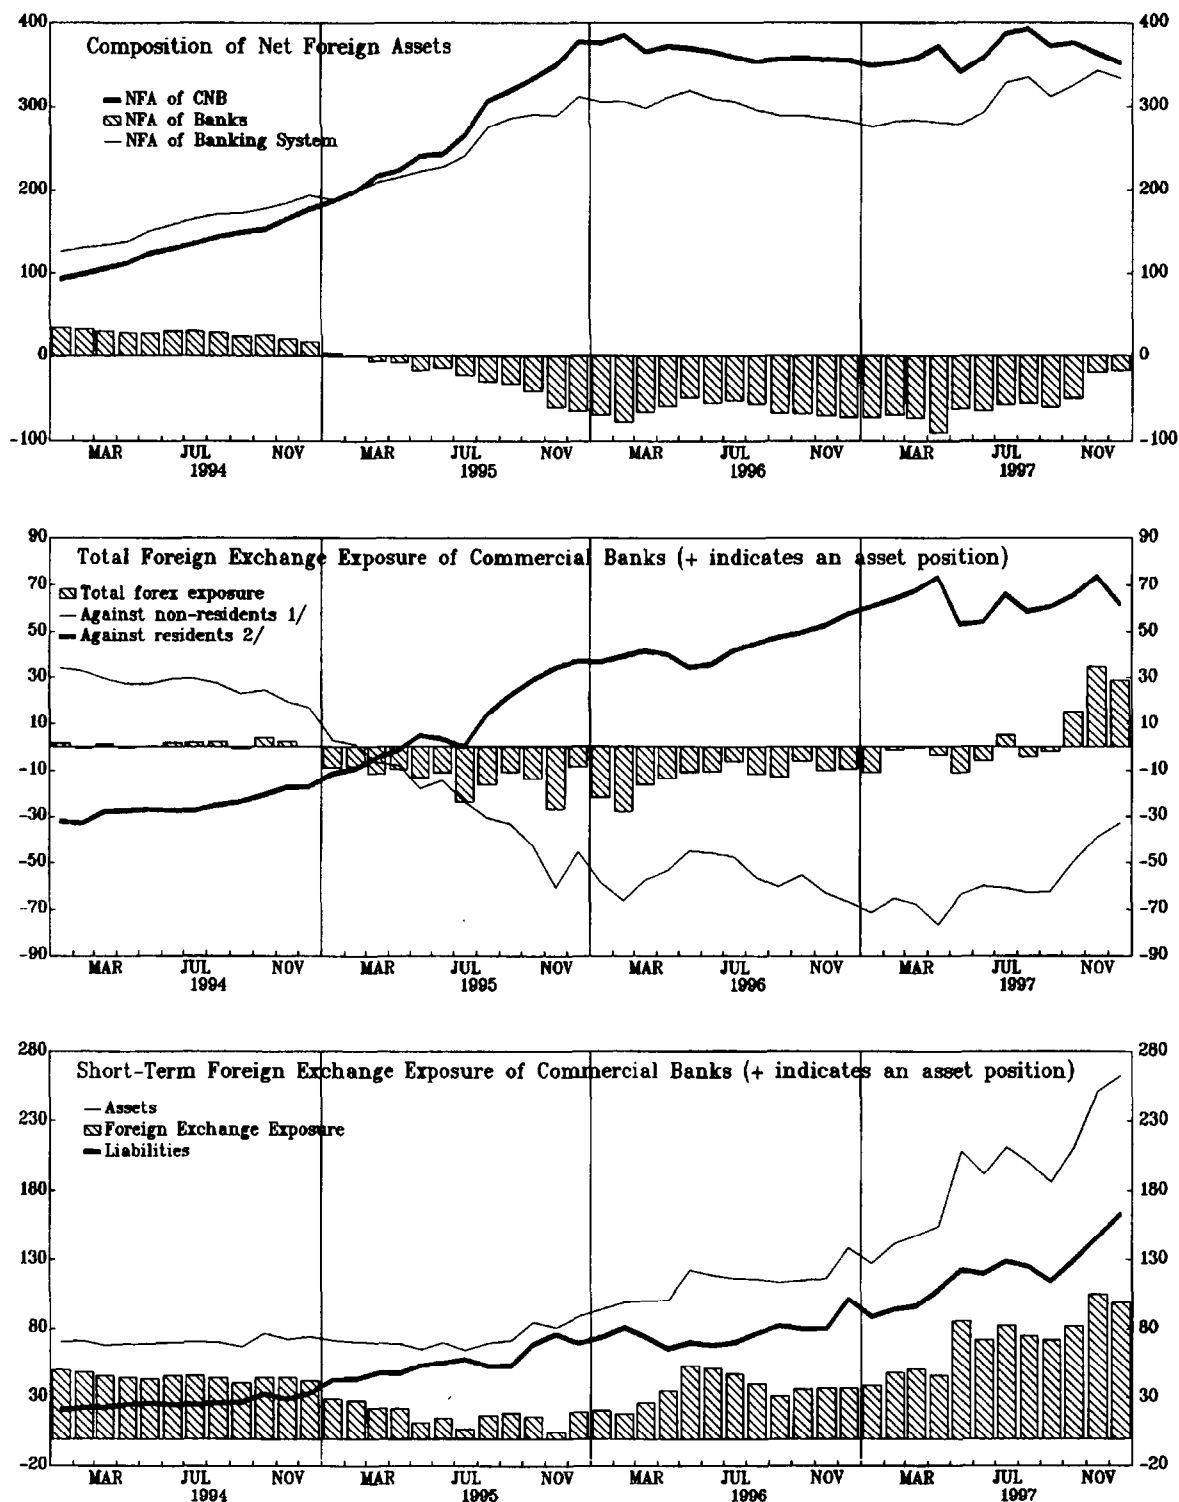 Composition of Net Foreign Assets
NFA of CNB
NFA of Banks
NFA of Banking System
400 400
300 300
200 200
100 100
0 0
-100 -100
MAR JUL NOV MAR JUL NOV MAR JUL NOV MAR JUL NOV
1994 1995 1996 1997
Total Foreign Exchange Exposure of Commercial Banks (+ indicates an asset position)
Total forex exposure
Against non-residents 1/
Against residents 2/
90 90
70 70
50 50
30 30
10 10
-10 -10
-30 -30
-50 -50
-70 -70
-90 -90
MAR JUL NOV MAR JUL NOV MAR JUL NOV MAR JUL NOV
1994 1995 1996 1997
Short-Term Foreign Exchange Exposure of Commercial Banks (+ indicates an asset position)
Assets
Foreign Exchange Exposure
Liabilities
280 280
230 230
180 180
130 130
80 80
30 30
-20 -20
MAR JUL NOV MAR JUL NOV MAR JUL NOV MAR JUL NOV
1994 1995 1996 1997